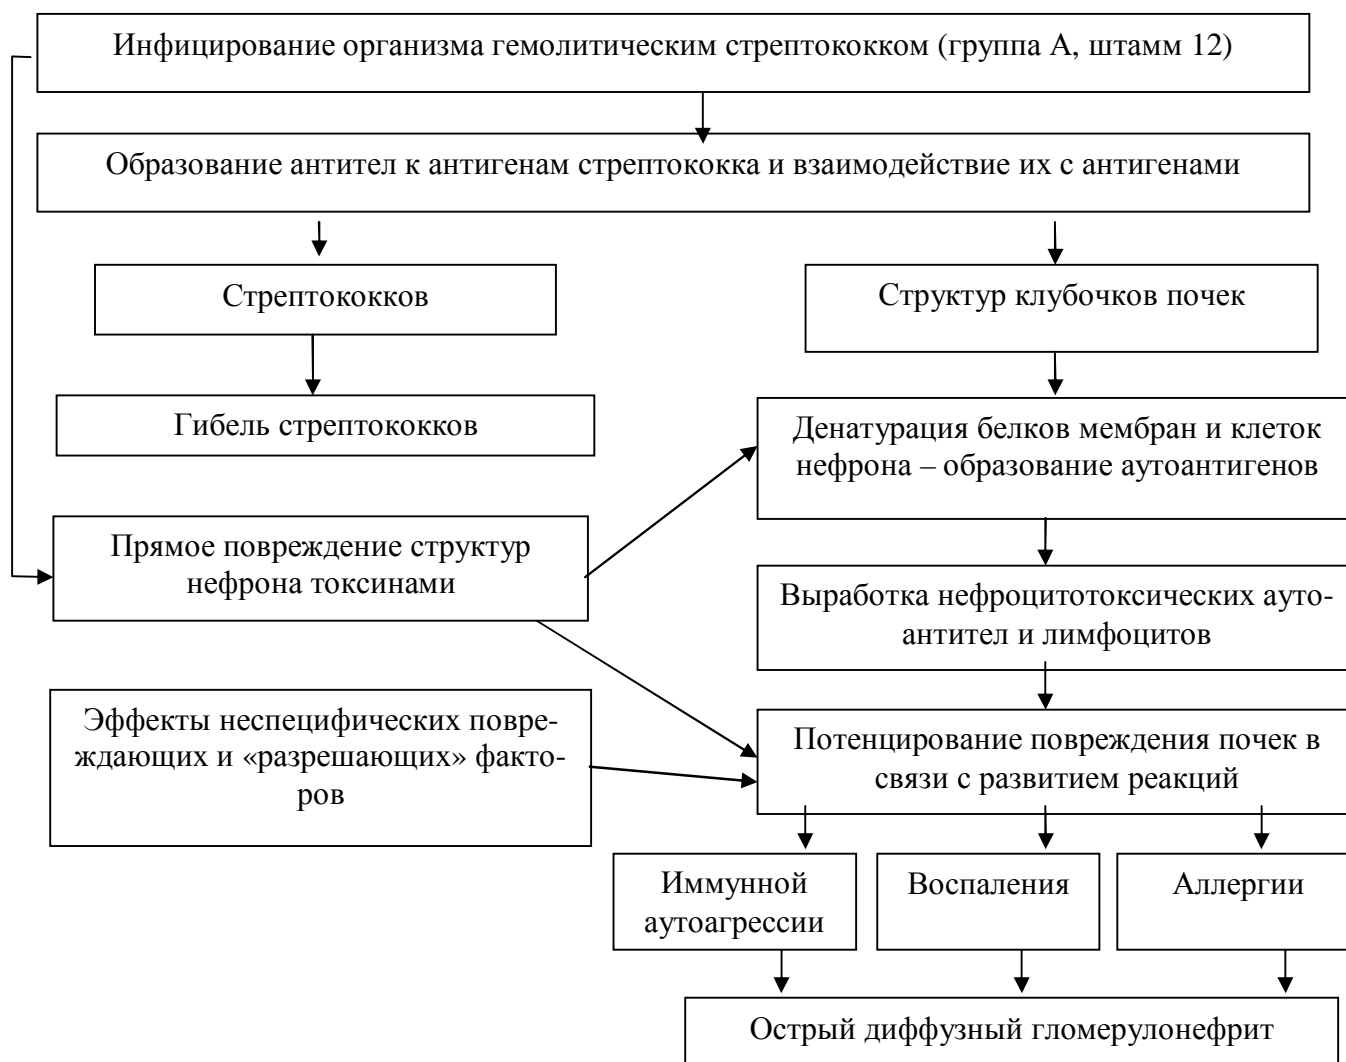 Инфицирование организма гемолитическим стрептококком (группа А, штамм 12)
Образование антител к антигенам стрептококка и взаимодействие их с антигенами
Стрептококков
Структур клубочков почек
Гибель стрептококков
Денатурация белков мембран и клеток
нефрона – образование аутоантигенов
Прямое повреждение структур
нефрона токсинами
Выработка нефроцитотоксических ауто-
антител и лимфоцитов
Эффекты неспецифических повре-
ждающих и «разрешающих» факто-
ров
Потенцирование повреждения почек в
связи с развитием реакций
Иммунной
аутоагрессии
Воспаления
Аллергии
Острый диффузный гломерулонефрит